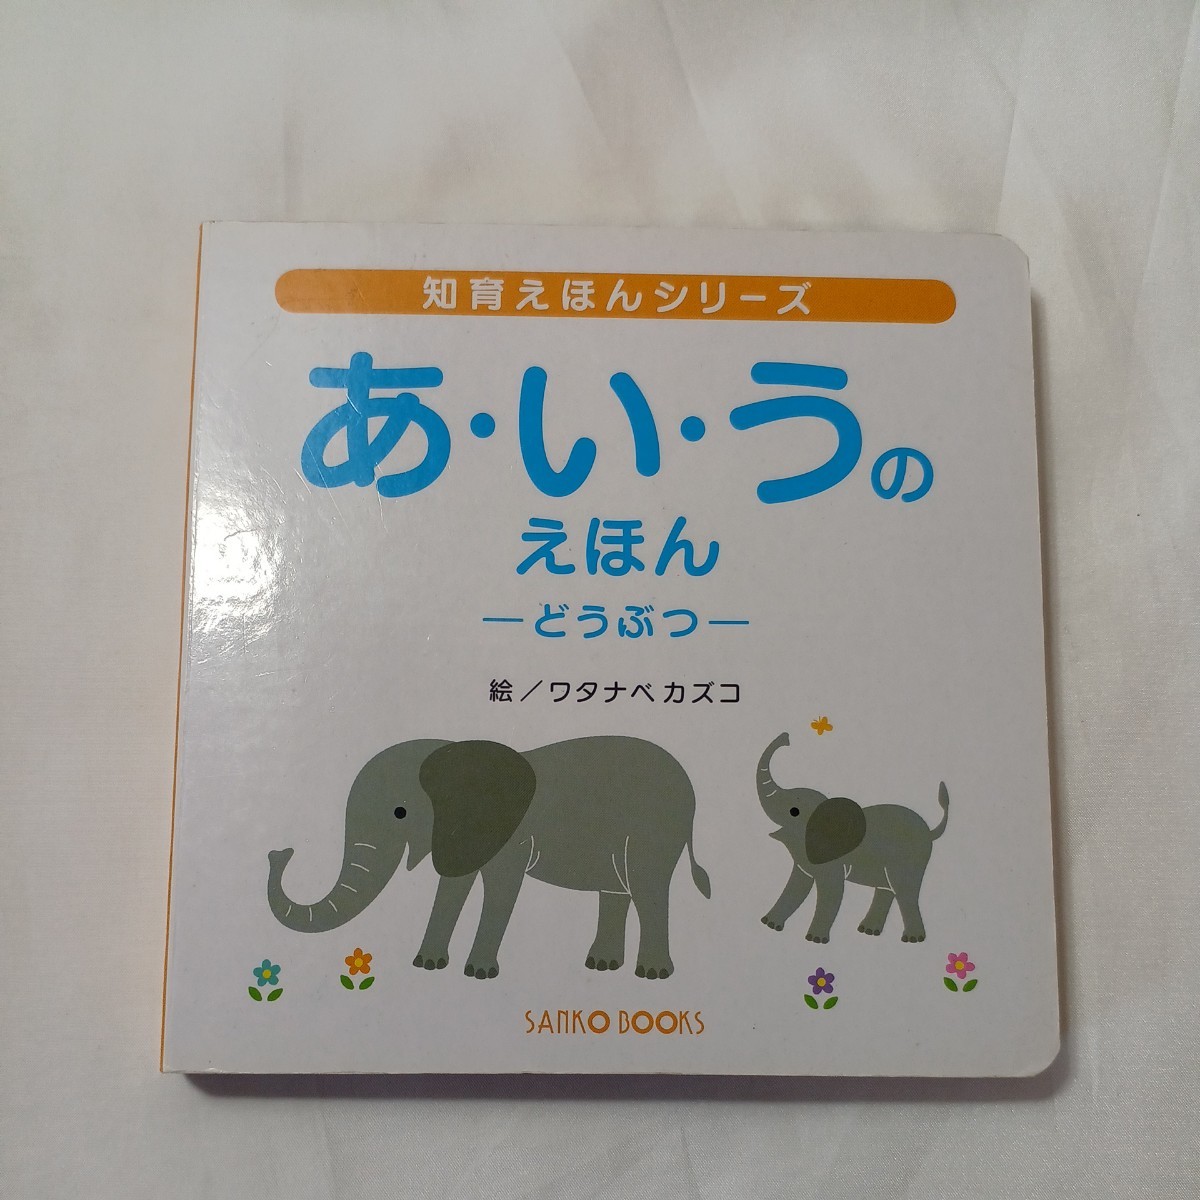 知育えほんシリーズ
あ・い・うの
えほん
―どうぶつ―
絵／ワタナベ カズコ
SANKO BOOKS